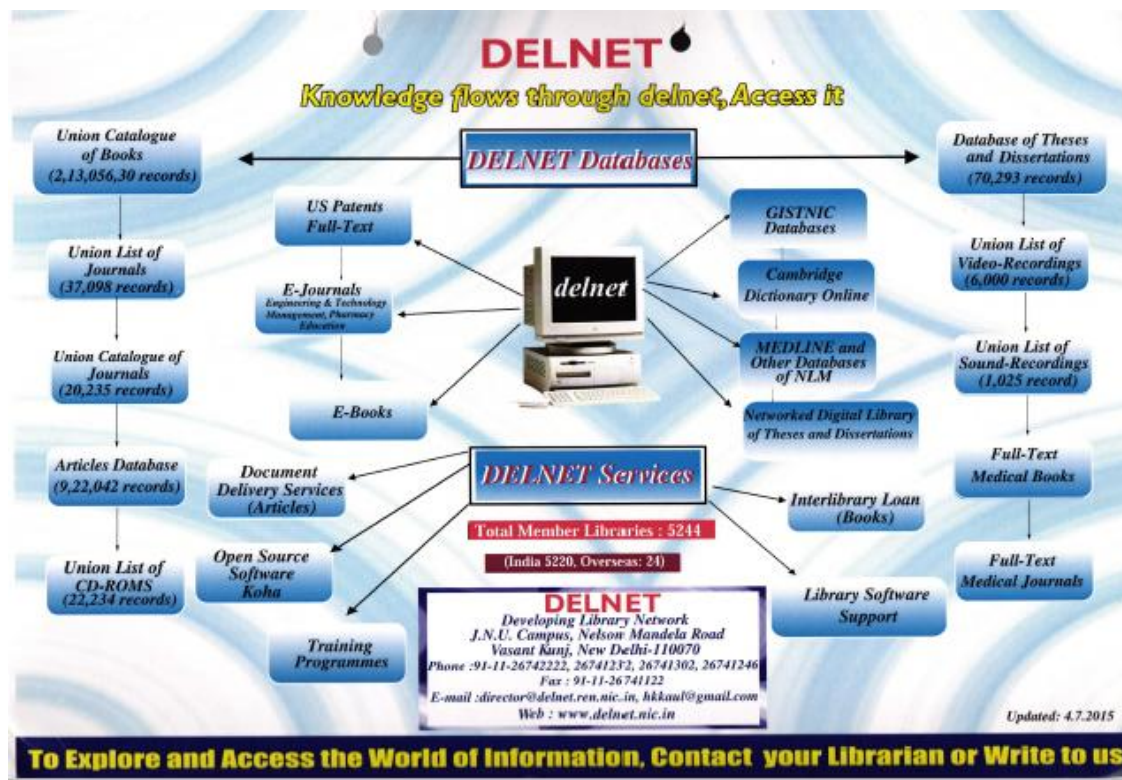 DELNET
Knowledge flows through delnet, Access it
DELNET Databases
Union Catalogue
of Books
(2,13,056,30 records)
Union List of
Journals
(37,098 records)
Union Catalogue of
Journals
(20,235 records)
Articles Database
(9,22,042 records)
Union List of
CD-ROMS
(22,234 records)
US Patents
Full-Text
E-Journals
Engineering & Technology
Management, Pharmacy
Education
E-Books
delnet
GISTNIC
Databases
Cambridge
Dictionary Online
MEDLINE and
Other Databases
of NLM
Networked Digital Library
of Theses and Dissertations
Database of Theses
and Dissertations
(70,293 records)
Union List of
Video-Recordings
(6,000 records)
Union List of
Sound-Recordings
(1,025 record)
Full-Text
Medical Books
Full-Text
Medical Journals
DELNET Services
Document
Delivery Services
(Articles)
Open Source
Software
Koha
Training
Programmes
Interlibrary Loan
(Books)
Library Software
Support
Total Member Libraries : 5244
(India 5220, Overseas: 24)
DELNET
Developing Library Network
J.N.U. Campus, Nelson Mandela Road
Vasant Kunj, New Delhi-110070
Phone :91-11-26742222, 26741232, 26741302, 26741246
Fax : 91-11-26741122
E-mail :director@delnet.ren.nic.in, hkkaul@gmail.com
Web : www.delnet.nic.in
Updated: 4.7.2015
To Explore and Access the World of Information, Contact your Librarian or Write to us